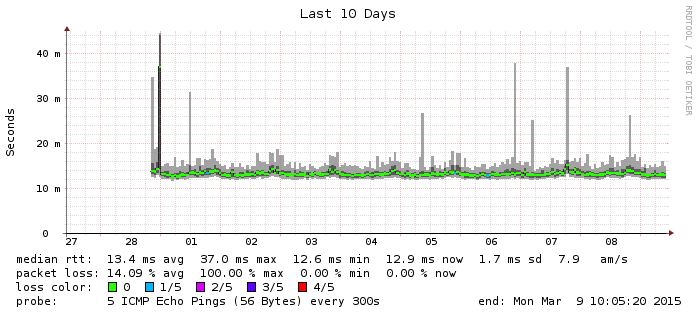 Last 10 Days
RRDTOOL / TOBI OETIKER
Seconds
40 m
30 m
20 m
10 m
0
27 28 01 02 03 04 05 06 07 08
median rtt: 13.4 ms avg 37.0 ms max 12.6 ms min 12.9 ms now 1.7 ms sd 7.9 am/s
packet loss: 14.09 % avg 100.00 % max 0.00 % min 0.00 % now
loss color: 0 1/5 2/5 3/5 4/5
probe: 5 ICMP Echo Pings (56 Bytes) every 300s end: Mon Mar 9 10:05:20 2015